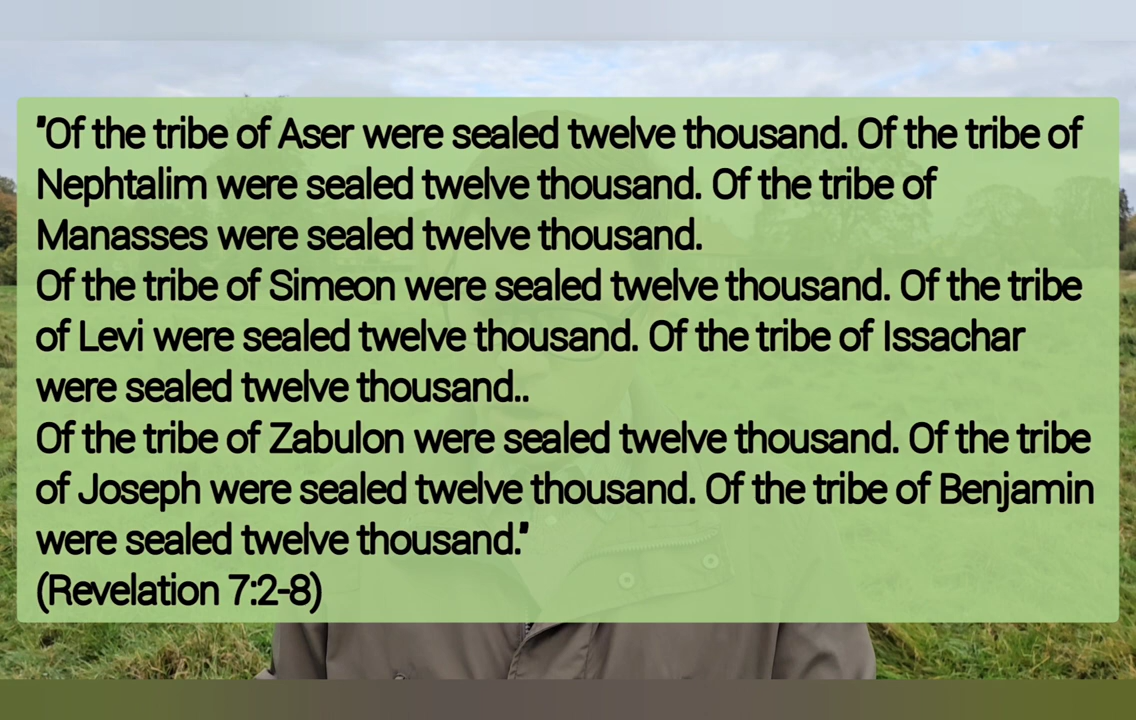 "Of the tribe of Aser were sealed twelve thousand. Of the tribe of
Nephtalim were sealed twelve thousand. Of the tribe of
Manasses were sealed twelve thousand.
Of the tribe of Simeon were sealed twelve thousand. Of the tribe
of Levi were sealed twelve thousand. Of the tribe of Issachar
were sealed twelve thousand..
Of the tribe of Zabulon were sealed twelve thousand. Of the tribe
of Joseph were sealed twelve thousand. Of the tribe of Benjamin
were sealed twelve thousand."
(Revelation 7:2-8)